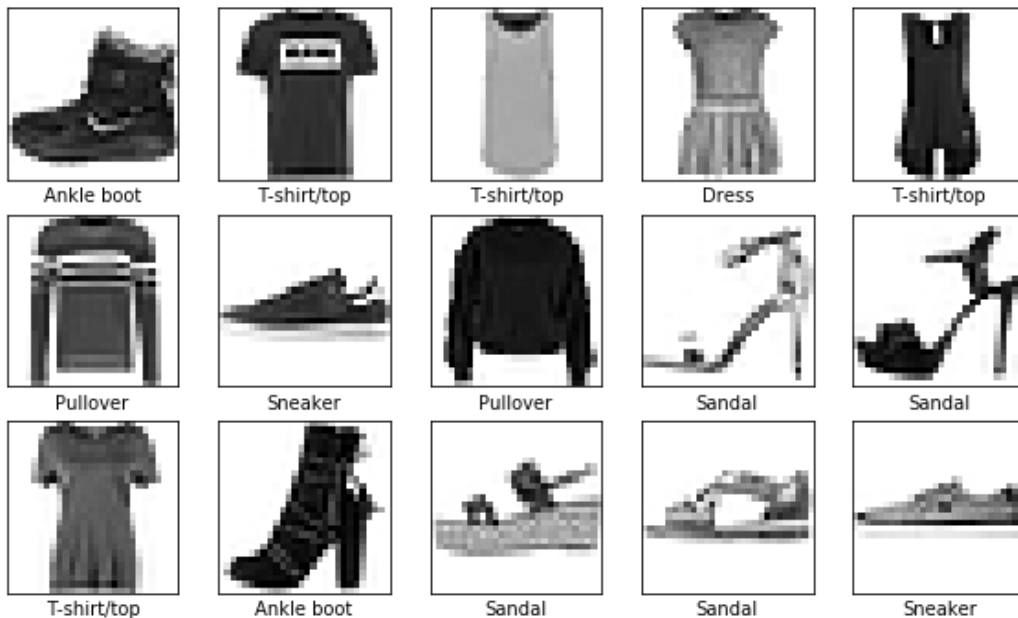 Ankle boot
T-shirt/top
T-shirt/top
Dress
T-shirt/top
Pullover
Sneaker
Pullover
Sandal
Sandal
T-shirt/top
Ankle boot
Sandal
Sandal
Sneaker